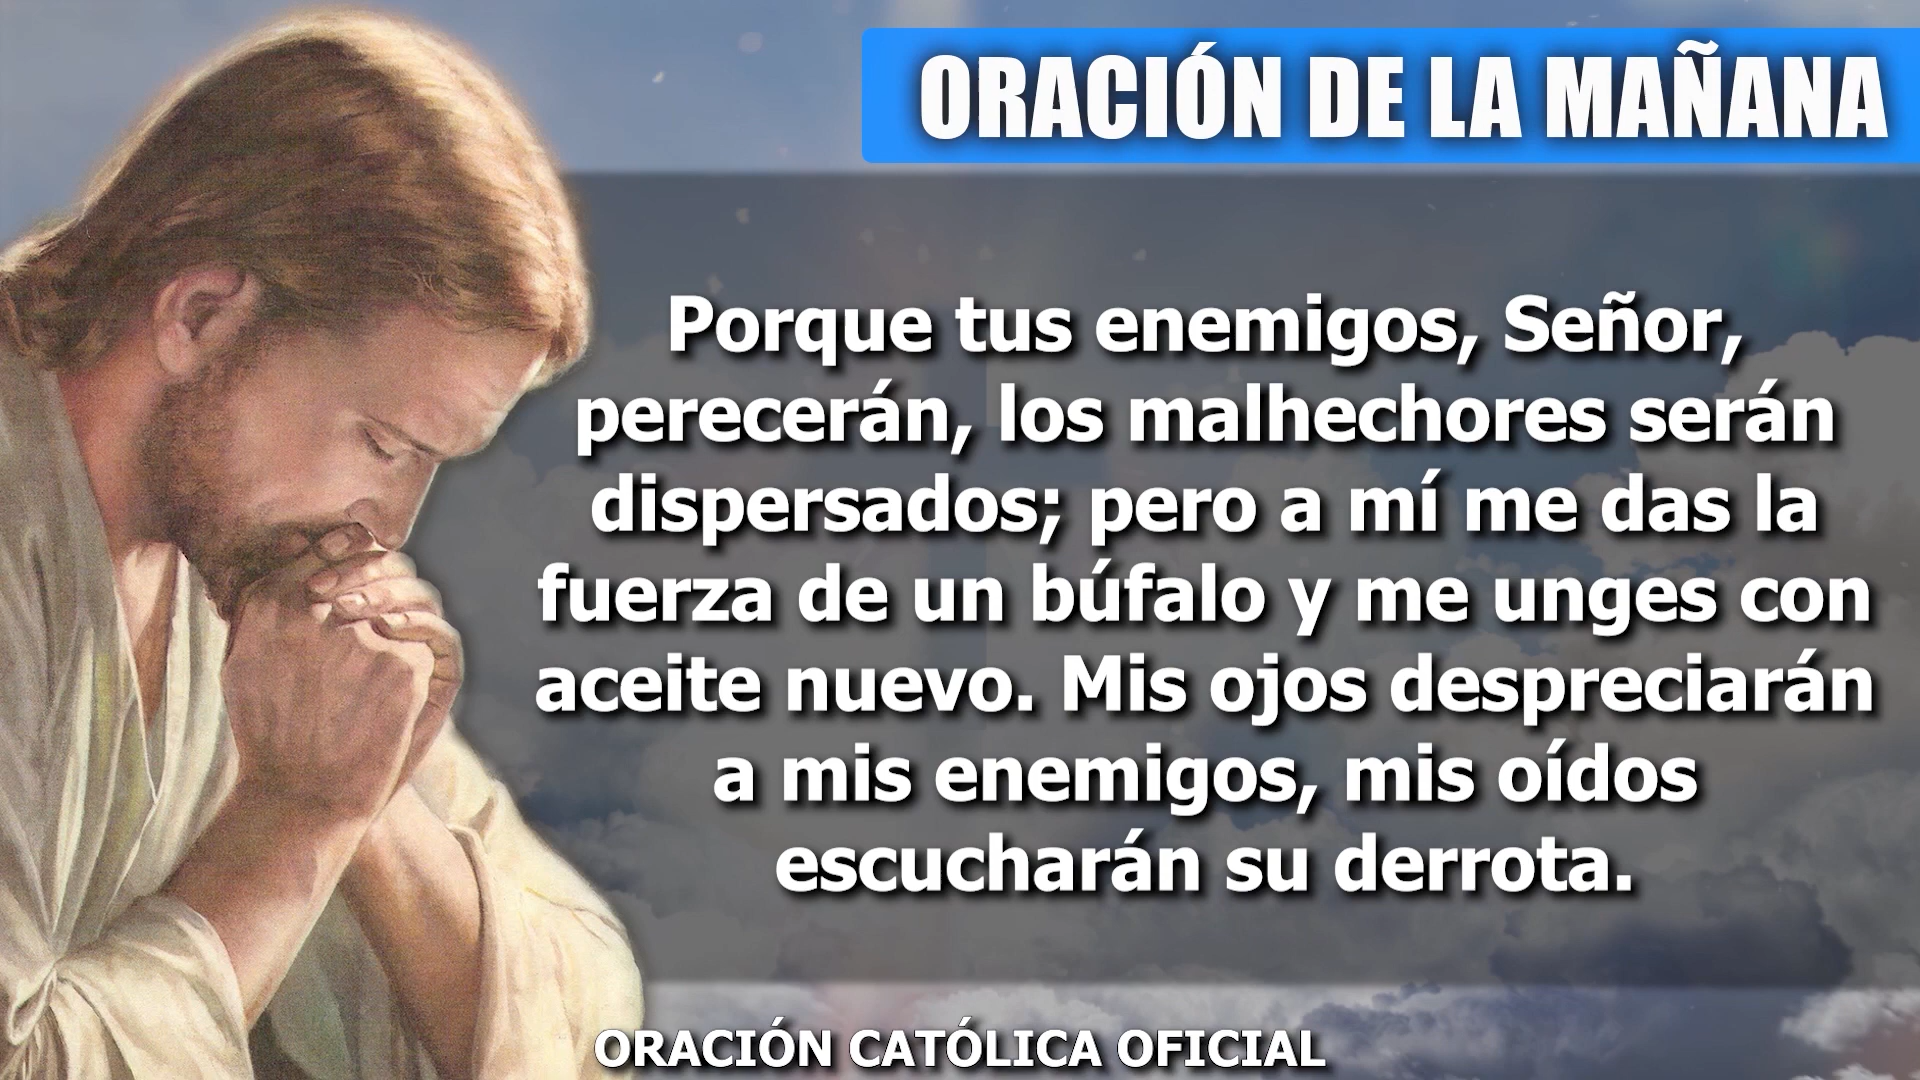 ORACIÓN DE LA MAÑANA
Porque tus enemigos, Señor,
perecerán, los malhechores serán
dispersados; pero a mí me das la
fuerza de un búfalo y me unges con
aceite nuevo. Mis ojos despreciarán
a mis enemigos, mis oídos
escucharán su derrota.
ORACIÓN CATÓLICA OFICIAL